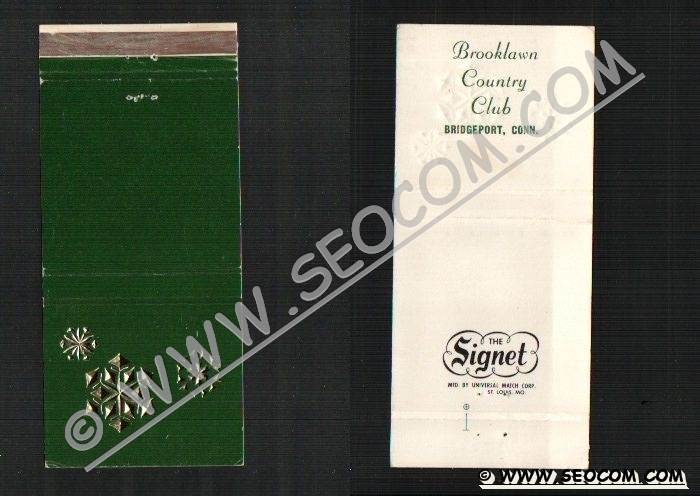 Brooklawn
Country
Club
BRIDGEPORT, CONN.
THE
Signet
MFD. BY UNIVERSAL MATCH CORP.
ST. LOUIS, MO.
© WWW.SEOCOM.COM
© WWW.SEOCOM.COM